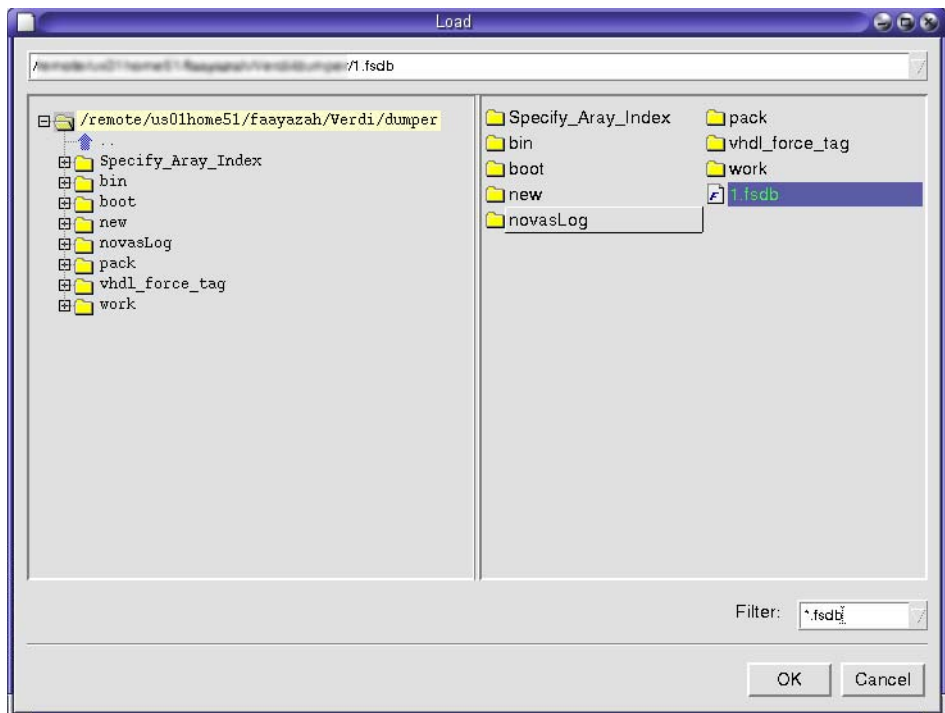 Load
/1.fsdb
/remote/us01home51/faayazah/Verdi/dumper
..
Specify_Aray_Index
bin
boot
new
novasLog
pack
vhdl_force_tag
work
Specify_Aray_Index
bin
boot
new
novasLog
pack
vhdl_force_tag
work
1.fsdb
Filter: *.fsdb
OK Cancel